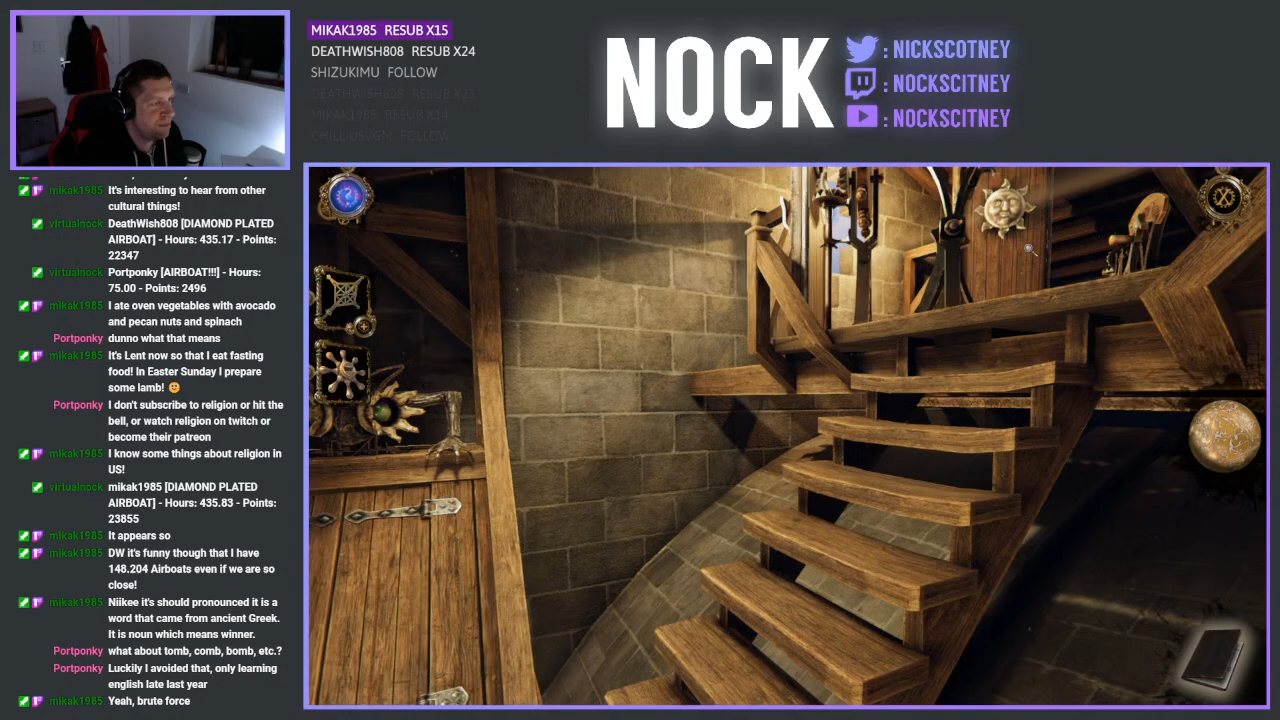 MIKAK1985 RESUB X15
DEATHWISH808 RESUB X24
SHIZUKIMU FOLLOW
DEATHWISH808 RESUB X23
MIKAK1985 RESUB X14
CHILLIDSVGM FOLLOW
NOCK
: NICKSCOTNEY
: NOCKSCITNEY
: NOCKSCITNEY
mikak1985 It's interesting to hear from other
cultural things!
virtualnock DeathWish808 [DIAMOND PLATED
AIRBOAT] - Hours: 435.17 - Points:
22347
virtualnock Portponky [AIRBOAT!!!] - Hours:
75.00 - Points: 2496
mikak1985 I ate oven vegetables with avocado
and pecan nuts and spinach
Portponky dunno what that means
mikak1985 It's Lent now so that I eat fasting
food! In Easter Sunday I prepare
some lamb! 🙂
Portponky I don't subscribe to religion or hit the
bell, or watch religion on twitch or
become their patreon
mikak1985 I know some things about religion in
US!
virtualnock mikak1985 [DIAMOND PLATED
AIRBOAT] - Hours: 435.83 - Points:
23855
mikak1985 It appears so
mikak1985 DW it's funny though that I have
148.204 Airboats even if we are so
close!
mikak1985 Niikee it's should pronounced it is a
word that came from ancient Greek.
It is noun which means winner.
Portponky what about tomb, comb, bomb, etc.?
Portponky Luckily I avoided that, only learning
english late last year
mikak1985 Yeah, brute force